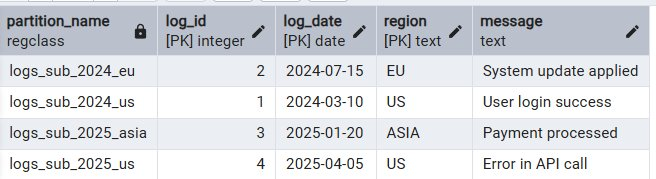 partition_name log_id log_date region message
regclass [PK] integer [PK] date [PK] text text
logs_sub_2024_eu 2 2024-07-15 EU System update applied
logs_sub_2024_us 1 2024-03-10 US User login success
logs_sub_2025_asia 3 2025-01-20 ASIA Payment processed
logs_sub_2025_us 4 2025-04-05 US Error in API call